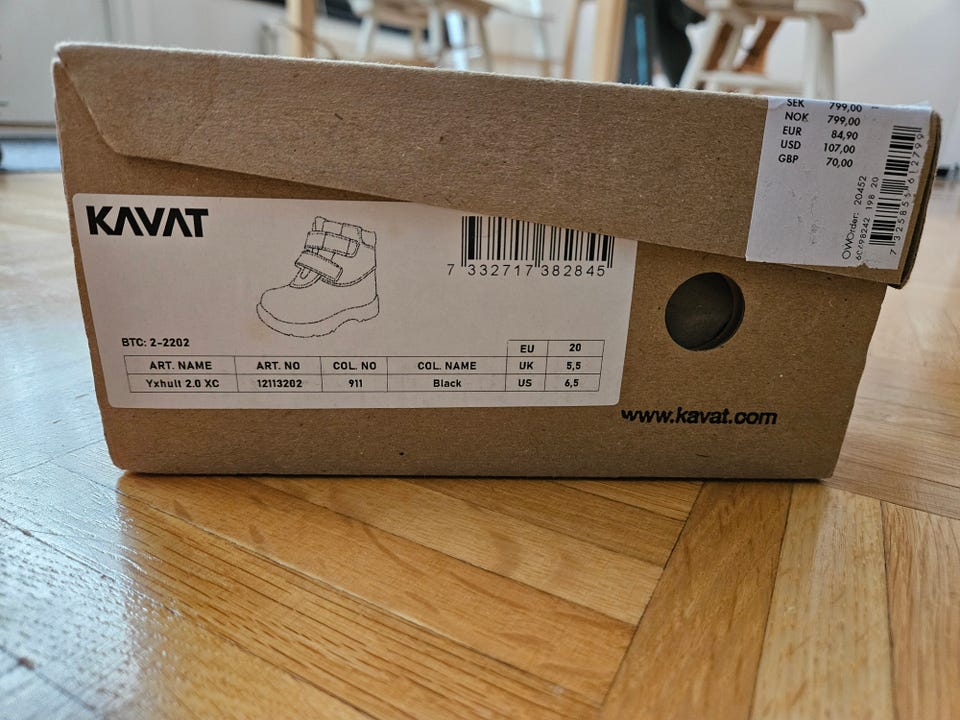 KAVAT
7 332717 382845
BTC: 2-2202
EU 20
ART. NAME ART. NO COL. NO COL. NAME UK 5,5
Yxhult 2.0 XC 12113202 911 Black US 6,5
www.kavat.com
SEK 799,00
NOK 799,00
EUR 84,90
USD 107,00
GBP 70,00
OWOrder: 20452
198 20